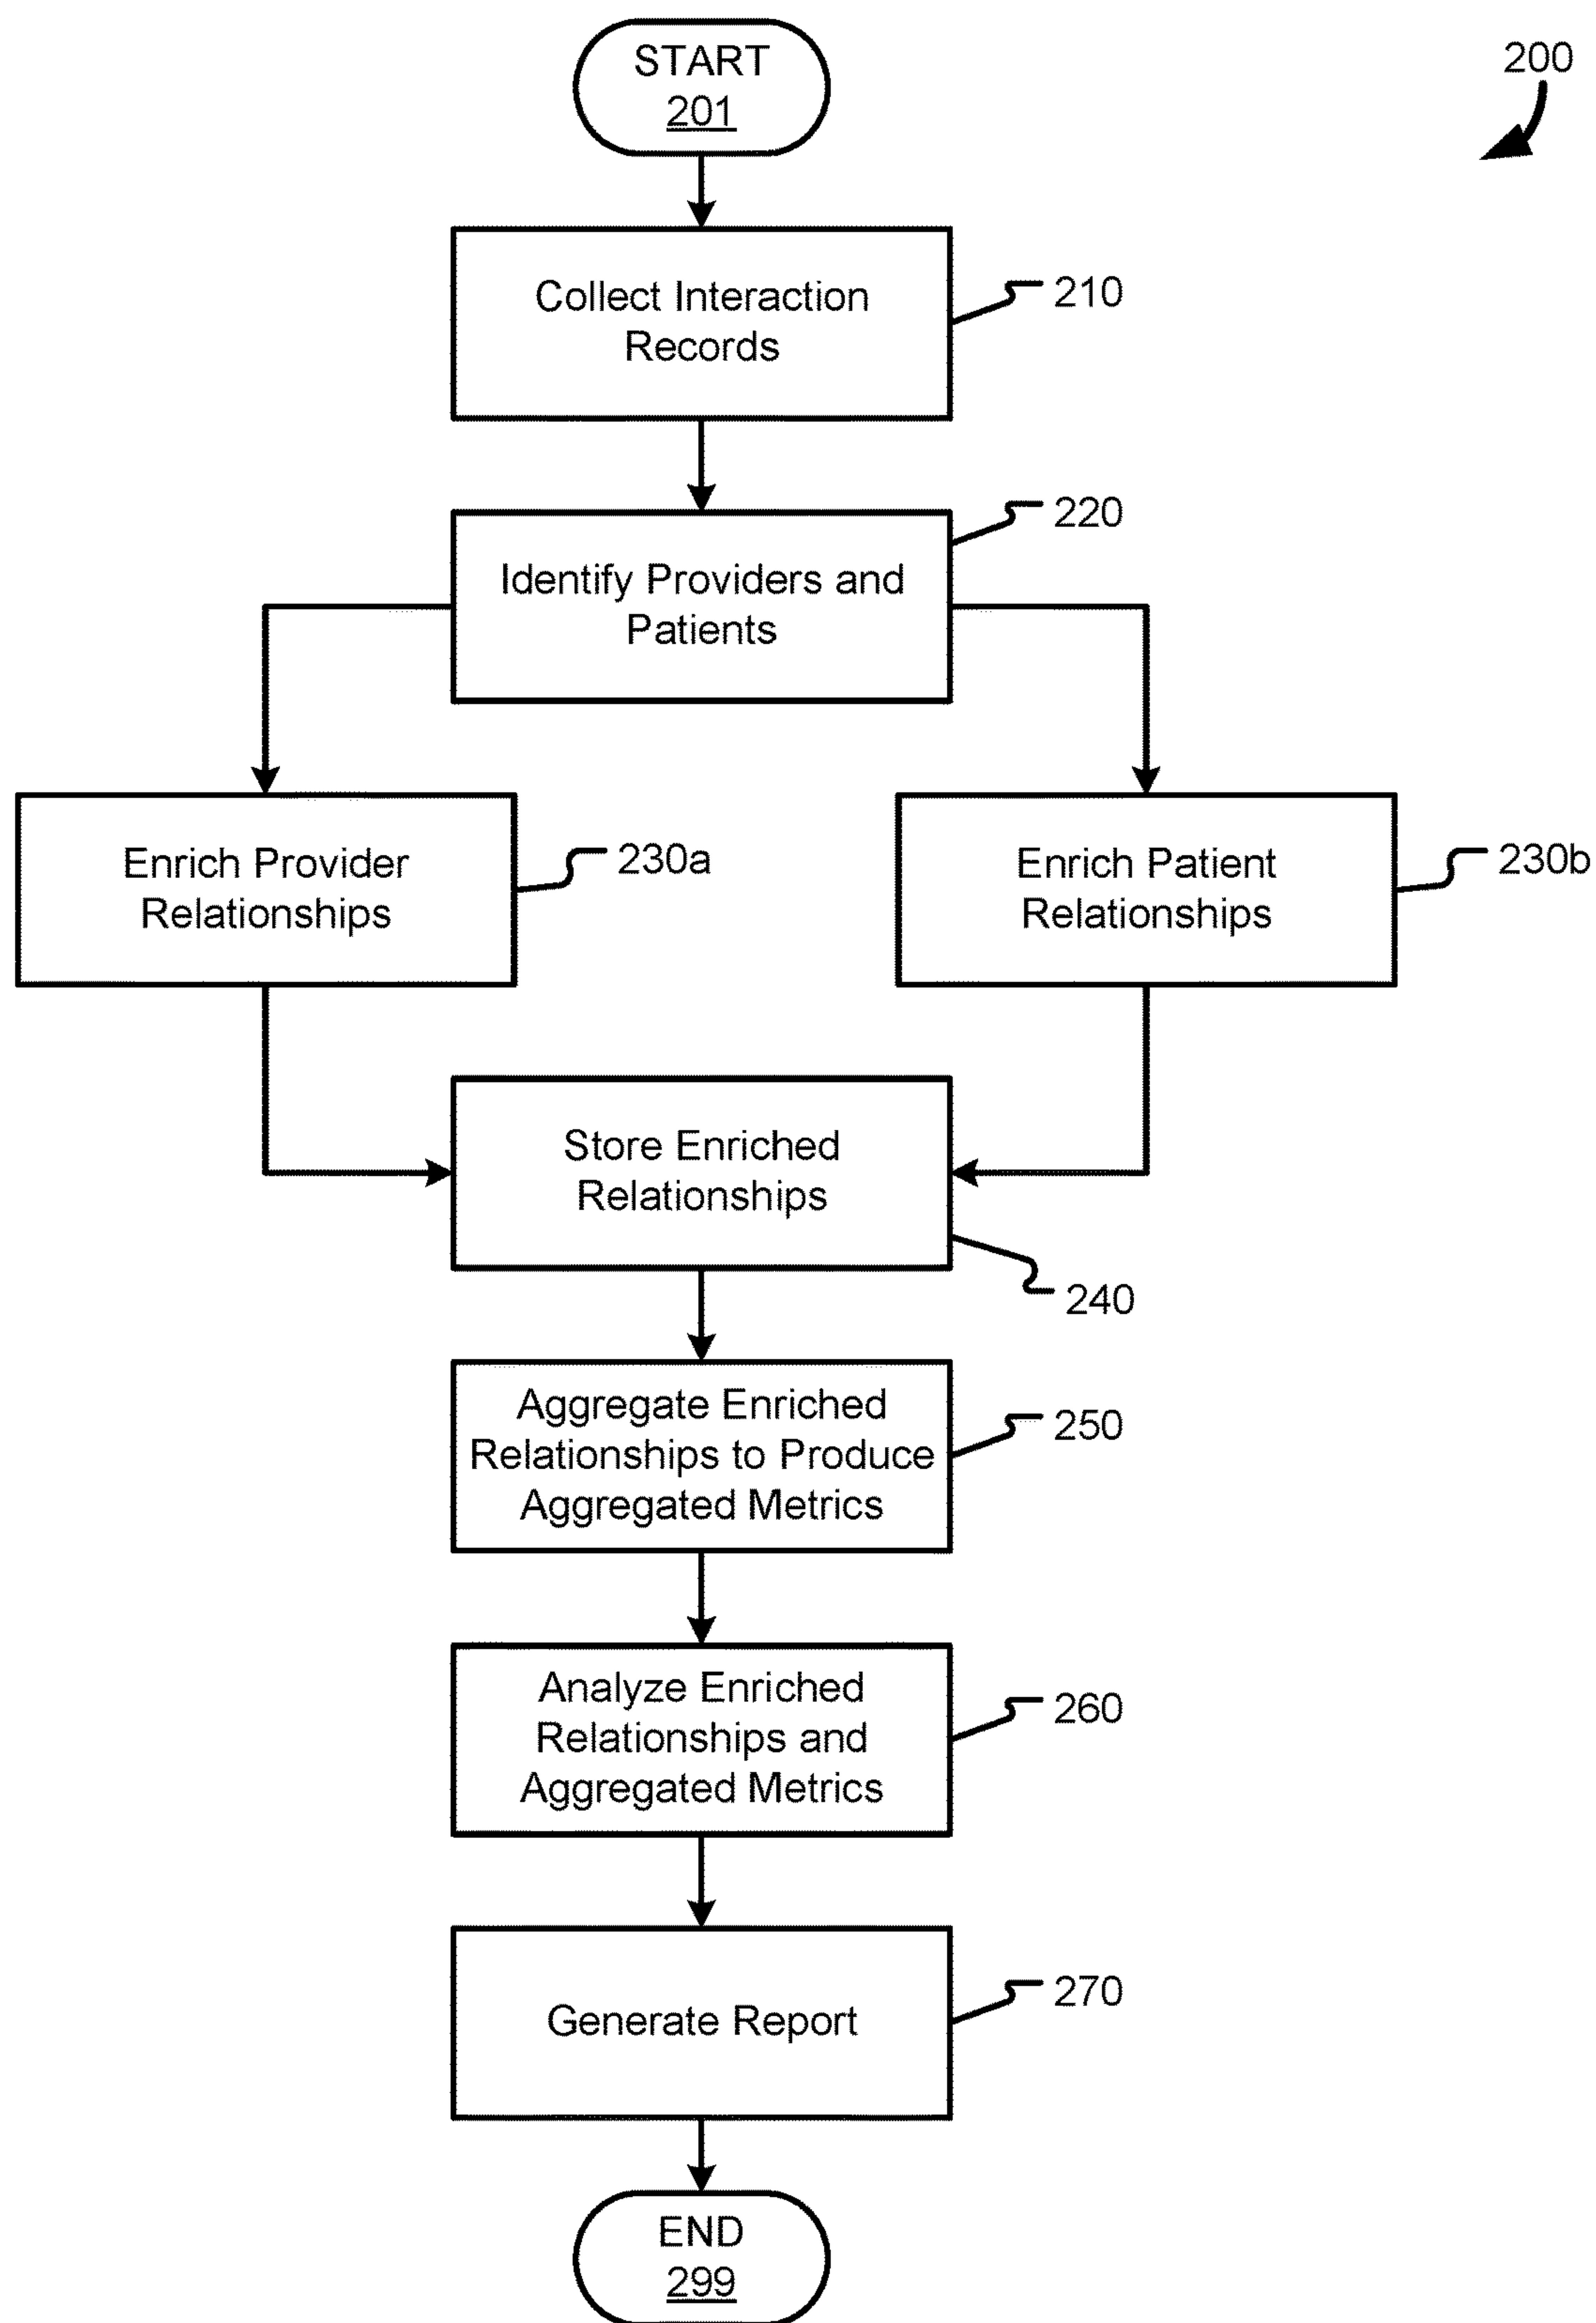 START
201
200
Collect Interaction
Records
210
Identify Providers and
Patients
220
Enrich Provider
Relationships
230a
Enrich Patient
Relationships
230b
Store Enriched
Relationships
240
Aggregate Enriched
Relationships to Produce
Aggregated Metrics
250
Analyze Enriched
Relationships and
Aggregated Metrics
260
Generate Report
270
END
299